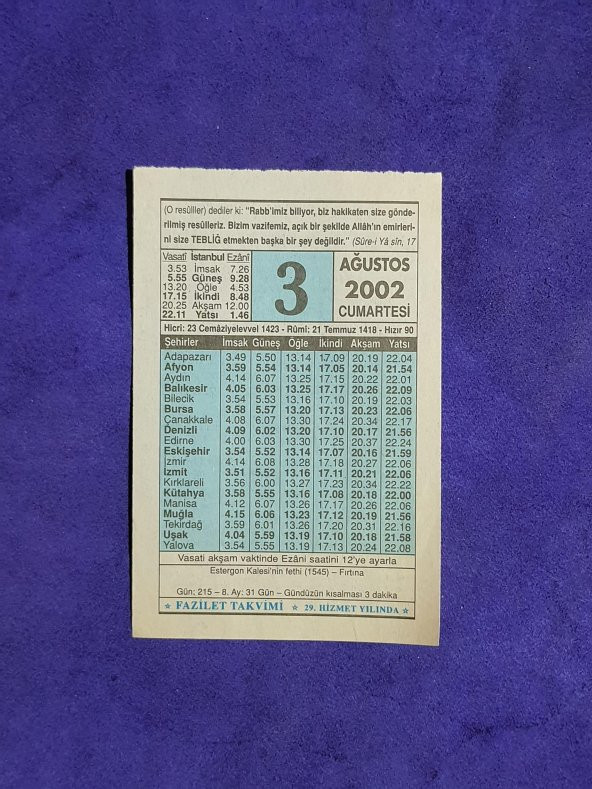 (O resûlller) dediler ki: "Rabb'imiz biliyor, biz hakikaten size gönde-
rilmiş resûlleriz. Bizim vazifemiz, açık bir şekilde Allâh'ın emirleri-
ni size TEBLİĞ etmekten başka bir şey değildir." (Sûre-i Yâ sîn, 17
Vasatî İstanbul Ezânî
3.53 İmsak 7.26
5.55 Güneş 9.28
13.20 Öğle 4.53
17.15 İkindi 8.48
20.25 Akşam 12.00
22.11 Yatsı 1.46
3
AĞUSTOS
2002
CUMARTESİ
Hicrî: 23 Cemâziyelevvel 1423 - Rûmî: 21 Temmuz 1418 - Hızır 90
Şehirler İmsak Güneş Öğle İkindi Akşam Yatsı
Adapazarı 3.49 5.50 13.14 17.09 20.19 22.04
Afyon 3.59 5.54 13.14 17.05 20.14 21.54
Aydın 4.14 6.07 13.25 17.15 20.22 22.01
Balıkesir 4.05 6.03 13.25 17.17 20.26 22.09
Bilecik 3.54 5.53 13.16 17.10 20.19 22.03
Bursa 3.58 5.57 13.20 17.13 20.23 22.06
Çanakkale 4.08 6.07 13.30 17.24 20.34 22.17
Denizli 4.09 6.02 13.20 17.10 20.17 21.56
Edirne 4.00 6.03 13.30 17.25 20.37 22.24
Eskişehir 3.54 5.52 13.14 17.07 20.16 21.59
İzmir 4.14 6.08 13.28 17.18 20.27 22.06
İzmit 3.51 5.52 13.16 17.11 20.21 22.06
Kırklareli 3.56 6.00 13.27 17.23 20.34 22.22
Kütahya 3.58 5.55 13.16 17.08 20.18 22.00
Manisa 4.12 6.07 13.26 17.17 20.26 22.06
Muğla 4.15 6.06 13.23 17.12 20.19 21.56
Tekirdağ 3.59 6.01 13.26 17.20 20.31 22.16
Uşak 4.04 5.59 13.19 17.10 20.18 21.58
Yalova 3.54 5.55 13.19 17.13 20.24 22.08
Vasati akşam vaktinde Ezâni saatini 12'ye ayarla
Estergon Kalesi'nin fethi (1545) – Fırtına
Gün: 215 – 8. Ay: 31 Gün – Gündüzün kısalması 3 dakika
★ FAZİLET TAKVİMİ ★ 29. HİZMET YILINDA ★